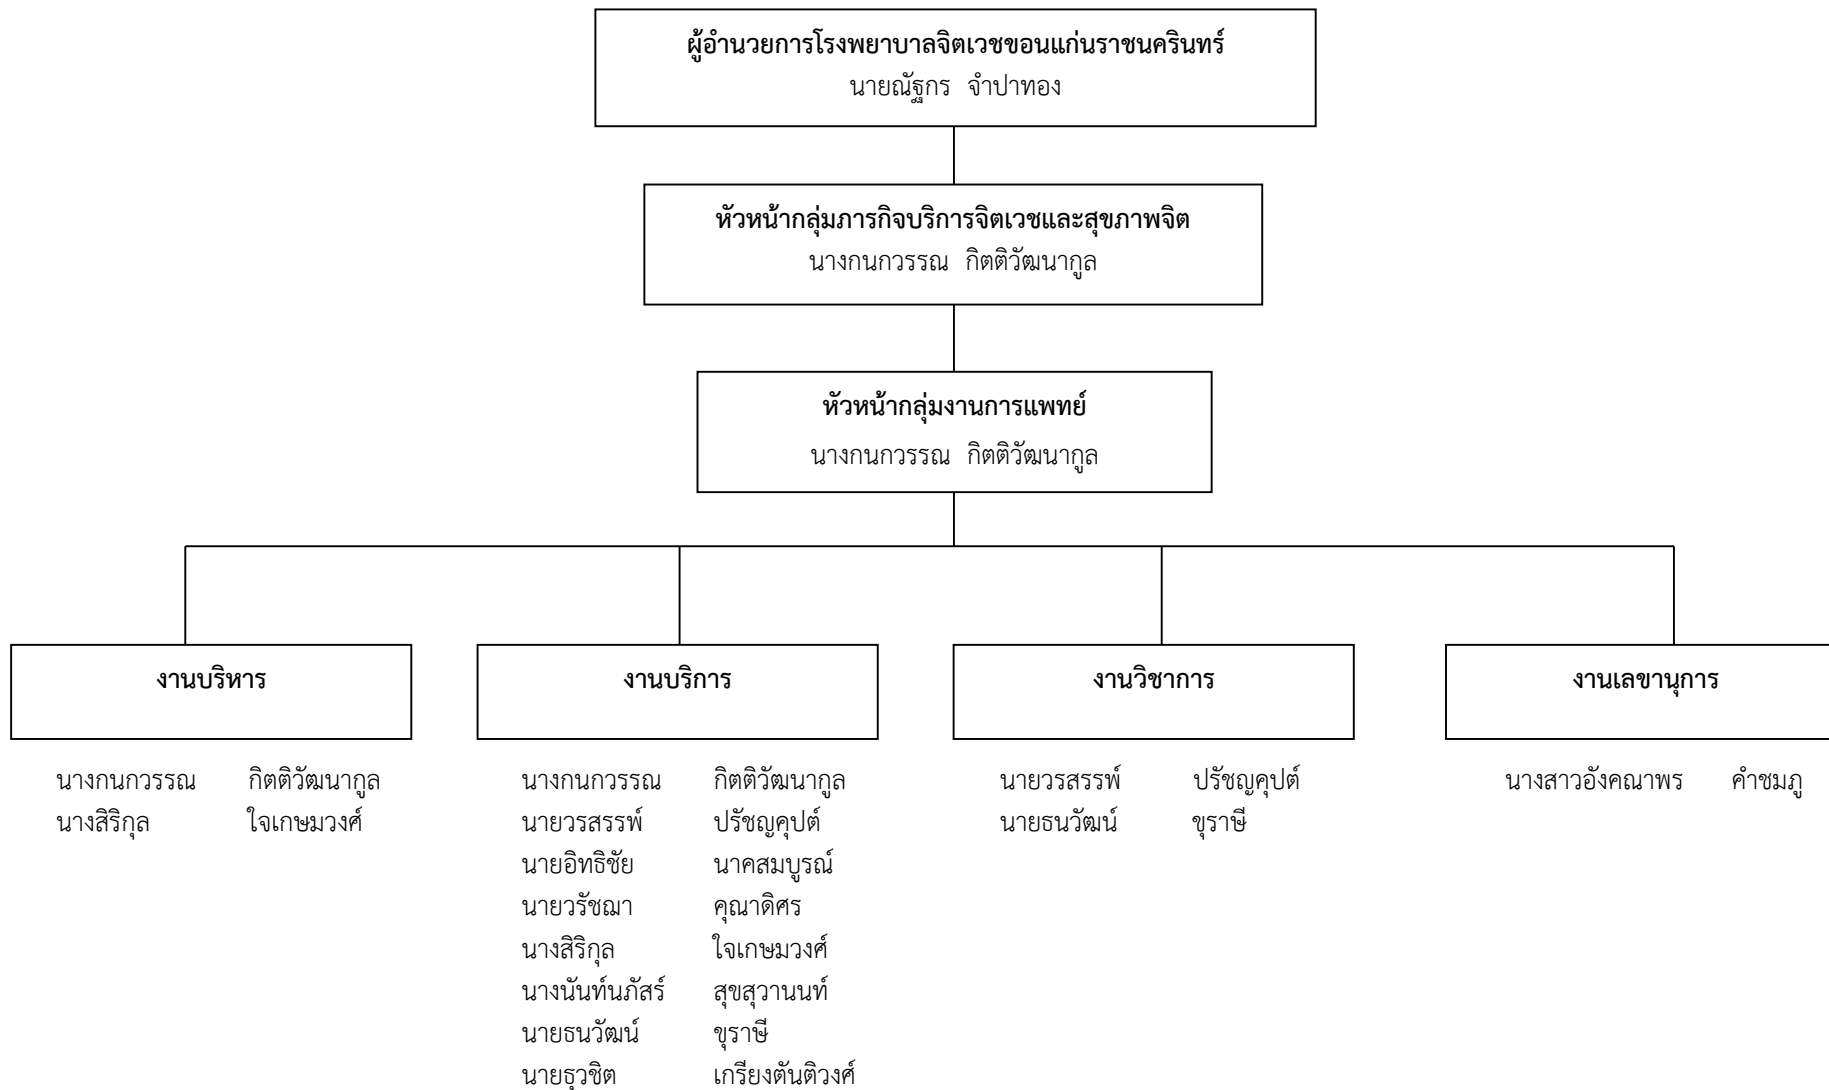 ผู้อำนวยการโรงพยาบาลจิตเวชขอนแก่นราชนครินทร์
นายณัฐกร จำปาทอง
หัวหน้ากลุ่มภารกิจบริการจิตเวชและสุขภาพจิต
นางกนกวรรณ กิตติวัฒนากูล
หัวหน้ากลุ่มงานการแพทย์
นางกนกวรรณ กิตติวัฒนากูล
งานบริหาร
นางกนกวรรณ กิตติวัฒนากูล
นางสิริกุล ใจเกษมวงศ์
งานบริการ
นางกนกวรรณ กิตติวัฒนากูล
นายวรสรรพ์ ปรัชญคุปต์
นายอิทธิชัย นาคสมบูรณ์
นายวรัชฌา คุณาดิศร
นางสิริกุล ใจเกษมวงศ์
นางนันท์นภัสร์ สุขสุวานนท์
นายธนวัฒน์ ขุราษี
นายธุวชิต เกรียงตันติวงศ์
งานวิชาการ
นายวรสรรพ์ ปรัชญคุปต์
นายธนวัฒน์ ขุราษี
งานเลขานุการ
นางสาวอังคณาพร คำชมภู